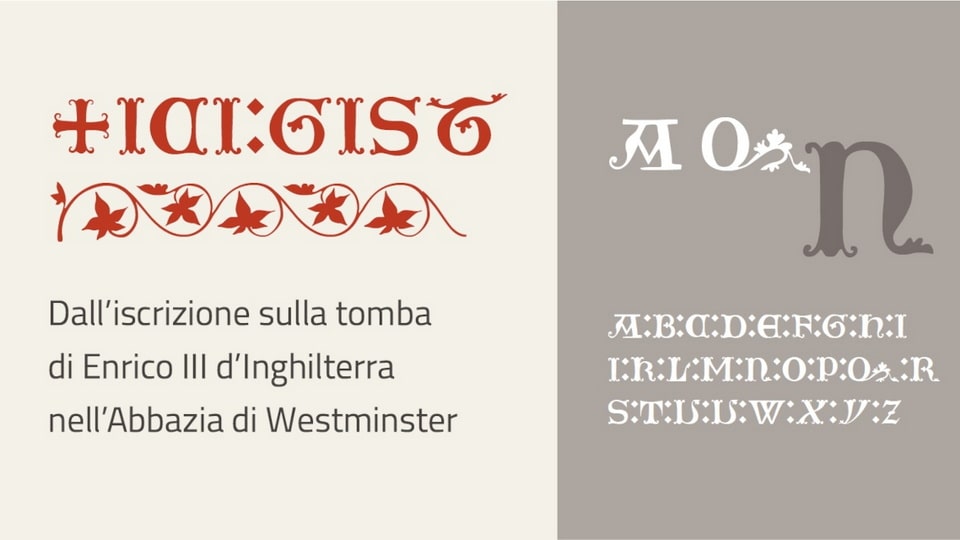 ✠ICI:GIST
Dall’iscrizione sulla tomba
di Enrico III d’Inghilterra
nell’Abbazia di Westminster
A Q n
A:B:C:D:E:F:G:H:I
I:K:L:M:N:O:P:Q:R
S:T:U:U:W:X:Y:Z